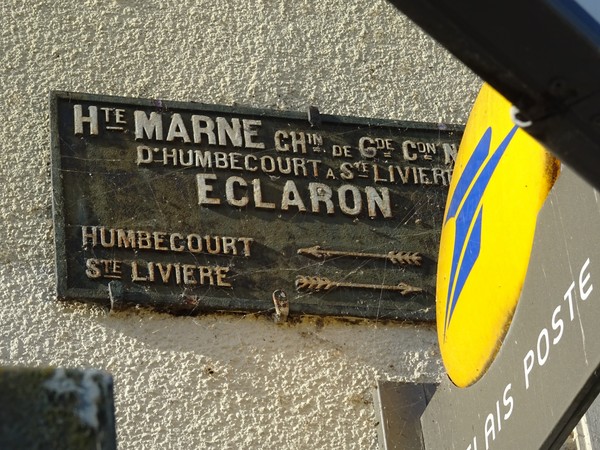 Hte MARNE CHin DE Gde Con N
D'HUMBECOURT A Ste LIVIERE
ECLARON
HUMBECOURT
Ste LIVIERE
LAIS POSTE